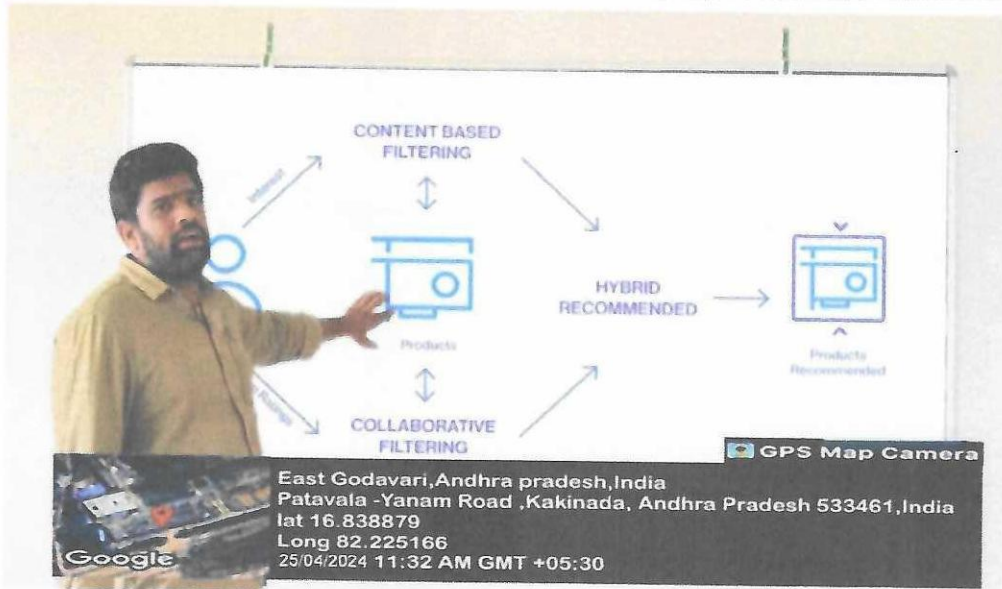 CONTENT BASED
FILTERING
Interest
HYBRID
RECOMMENDED
Products
Products
Recommended
Ratings
COLLABORATIVE
FILTERING
GPS Map Camera
East Godavari,Andhra pradesh,India
Patavala -Yanam Road ,Kakinada, Andhra Pradesh 533461,India
lat 16.838879
Long 82.225166
25/04/2024 11:32 AM GMT +05:30
Google